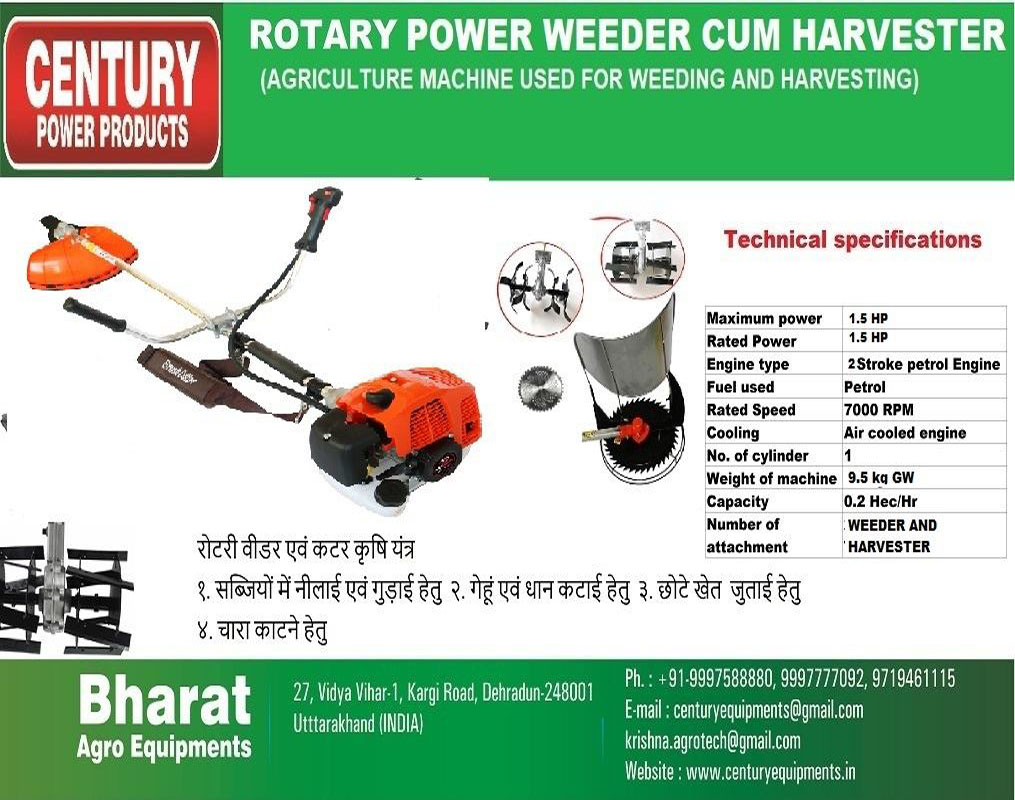 CENTURY
POWER PRODUCTS
ROTARY POWER WEEDER CUM HARVESTER
(AGRICULTURE MACHINE USED FOR WEEDING AND HARVESTING)
Technical specifications
Maximum power 1.5 HP
Rated Power 1.5 HP
Engine type 2Stroke petrol Engine
Fuel used Petrol
Rated Speed 7000 RPM
Cooling Air cooled engine
No. of cylinder 1
Weight of machine 9.5 kg GW
Capacity 0.2 Hec/Hr
Number of WEEDER AND
attachment HARVESTER
रोटरी वीडर एवं कटर कृषि यंत्र
१. सब्जियों में नीलाई एवं गुड़ाई हेतु २. गेहूं एवं धान कटाई हेतु ३. छोटे खेत जुताई हेतु
४. चारा काटने हेतु
Bharat
Agro Equipments
27, Vidya Vihar-1, Kargi Road, Dehradun-248001
Utttarakhand (INDIA)
Ph. : +91-9997588880, 9997777092, 9719461115
E-mail : centuryequipments@gmail.com
krishna.agrotech@gmail.com
Website : www.centuryequipments.in